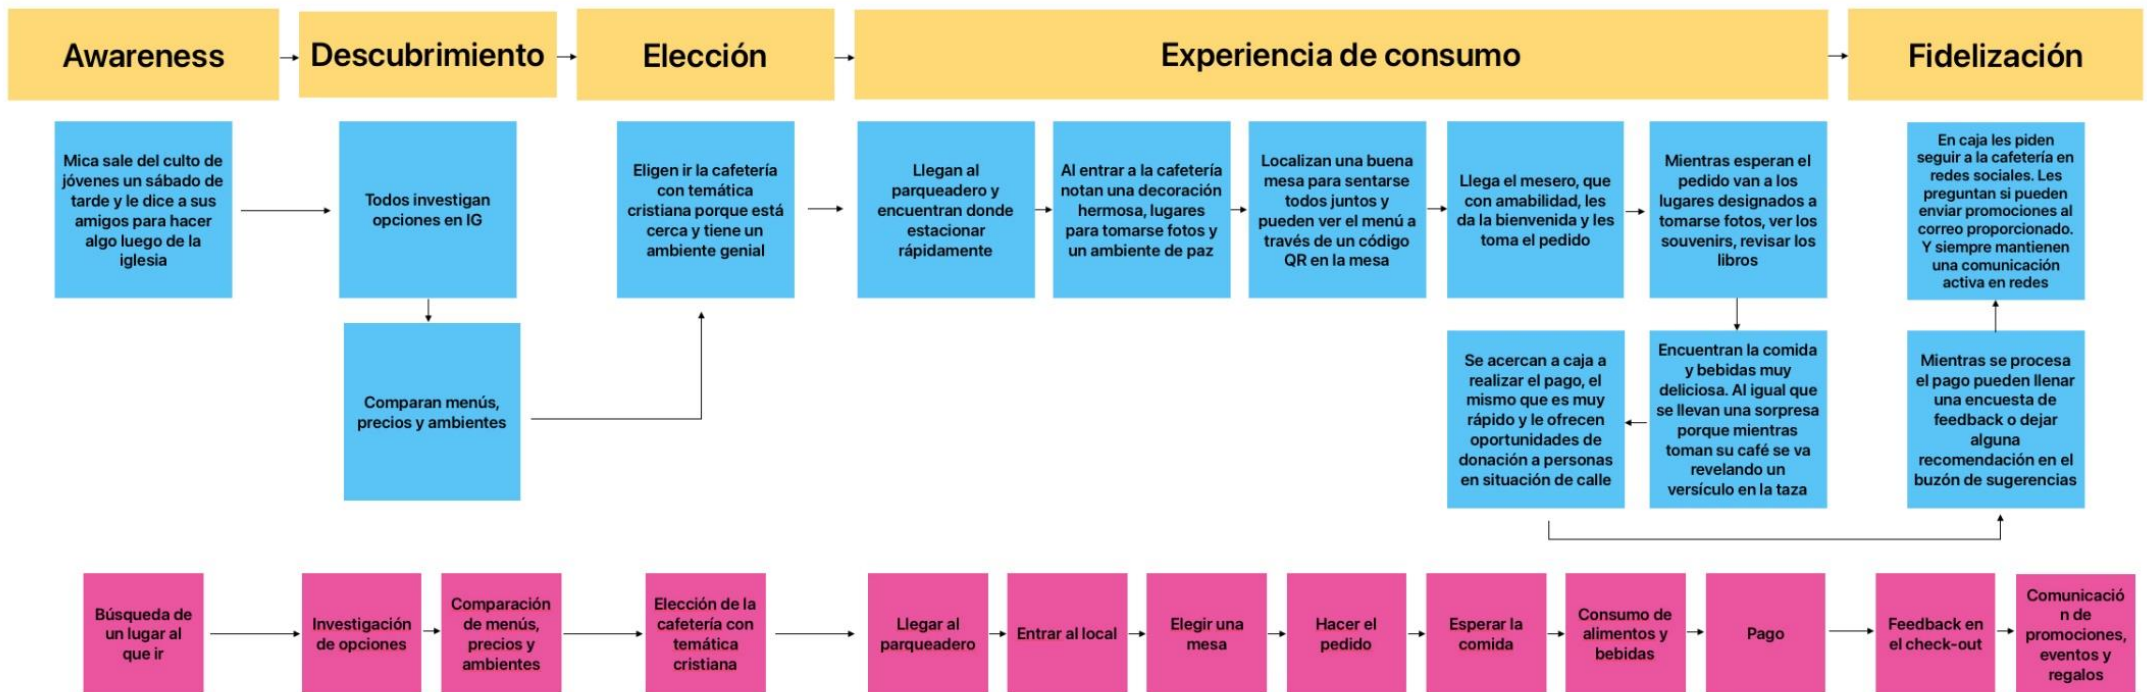 Awareness
Descubrimiento
Elección
Experiencia de consumo
Fidelización
Mica sale del culto de
jóvenes un sábado de
tarde y le dice a sus
amigos para hacer
algo luego de la
iglesia
Todos investigan
opciones en IG
Comparan menús,
precios y ambientes
Eligen ir la cafetería
con temática
cristiana porque está
cerca y tiene un
ambiente genial
Llegan al
parqueadero y
encuentran donde
estacionar
rápidamente
Al entrar a la cafetería
notan una decoración
hermosa, lugares
para tomarse fotos y
un ambiente de paz
Localizan una buena
mesa para sentarse
todos juntos y
pueden ver el menú a
través de un código
QR en la mesa
Llega el mesero, que
con amabilidad, les
da la bienvenida y les
toma el pedido
Mientras esperan el
pedido van a los
lugares designados a
tomarse fotos, ver los
souvenirs, revisar los
libros
Encuentran la comida
y bebidas muy
deliciosa. Al igual que
se llevan una sorpresa
porque mientras
toman su café se va
revelando un
versículo en la taza
Se acercan a caja a
realizar el pago, el
mismo que es muy
rápido y le ofrecen
oportunidades de
donación a personas
en situación de calle
Mientras se procesa
el pago pueden llenar
una encuesta de
feedback o dejar
alguna
recomendación en el
buzón de sugerencias
En caja les piden
seguir a la cafetería en
redes sociales. Les
preguntan si pueden
enviar promociones al
correo proporcionado.
Y siempre mantienen
una comunicación
activa en redes
Búsqueda de
un lugar al
que ir
Investigación
de opciones
Comparación
de menús,
precios y
ambientes
Elección de la
cafetería con
temática
cristiana
Llegar al
parqueadero
Entrar al local
Elegir una
mesa
Hacer el
pedido
Esperar la
comida
Consumo de
alimentos y
bebidas
Pago
Feedback en
el check-out
Comunicació
n de
promociones,
eventos y
regalos